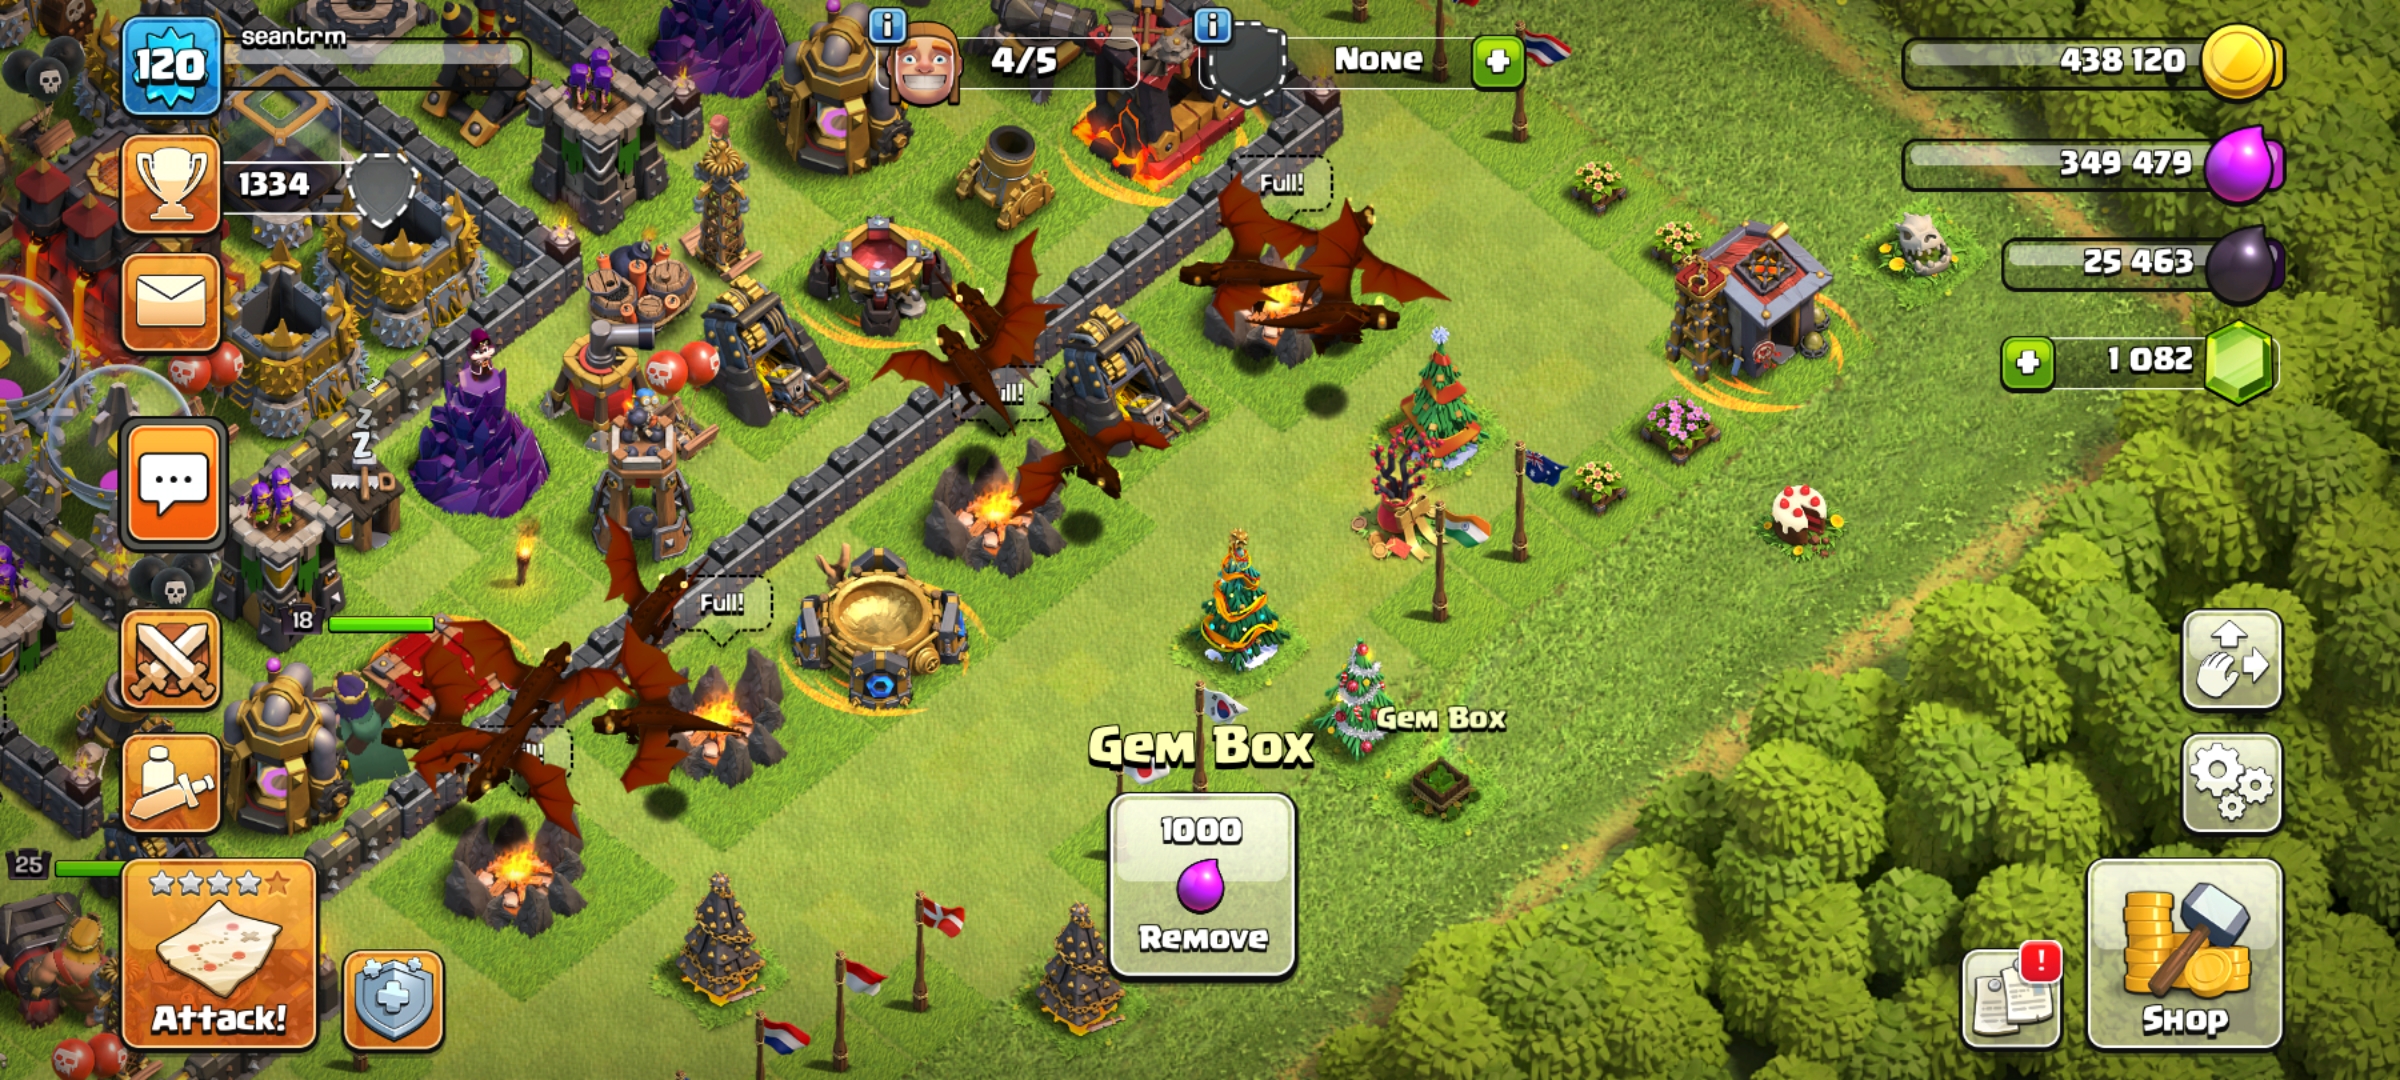 120
seantrm
i
4/5
i
None
438 120
349 479
25 463
1 082
1334
Full!
Full!
z
z
Z
18
Gem Box
Gem Box
1000
Remove
25
Attack!
!
Shop